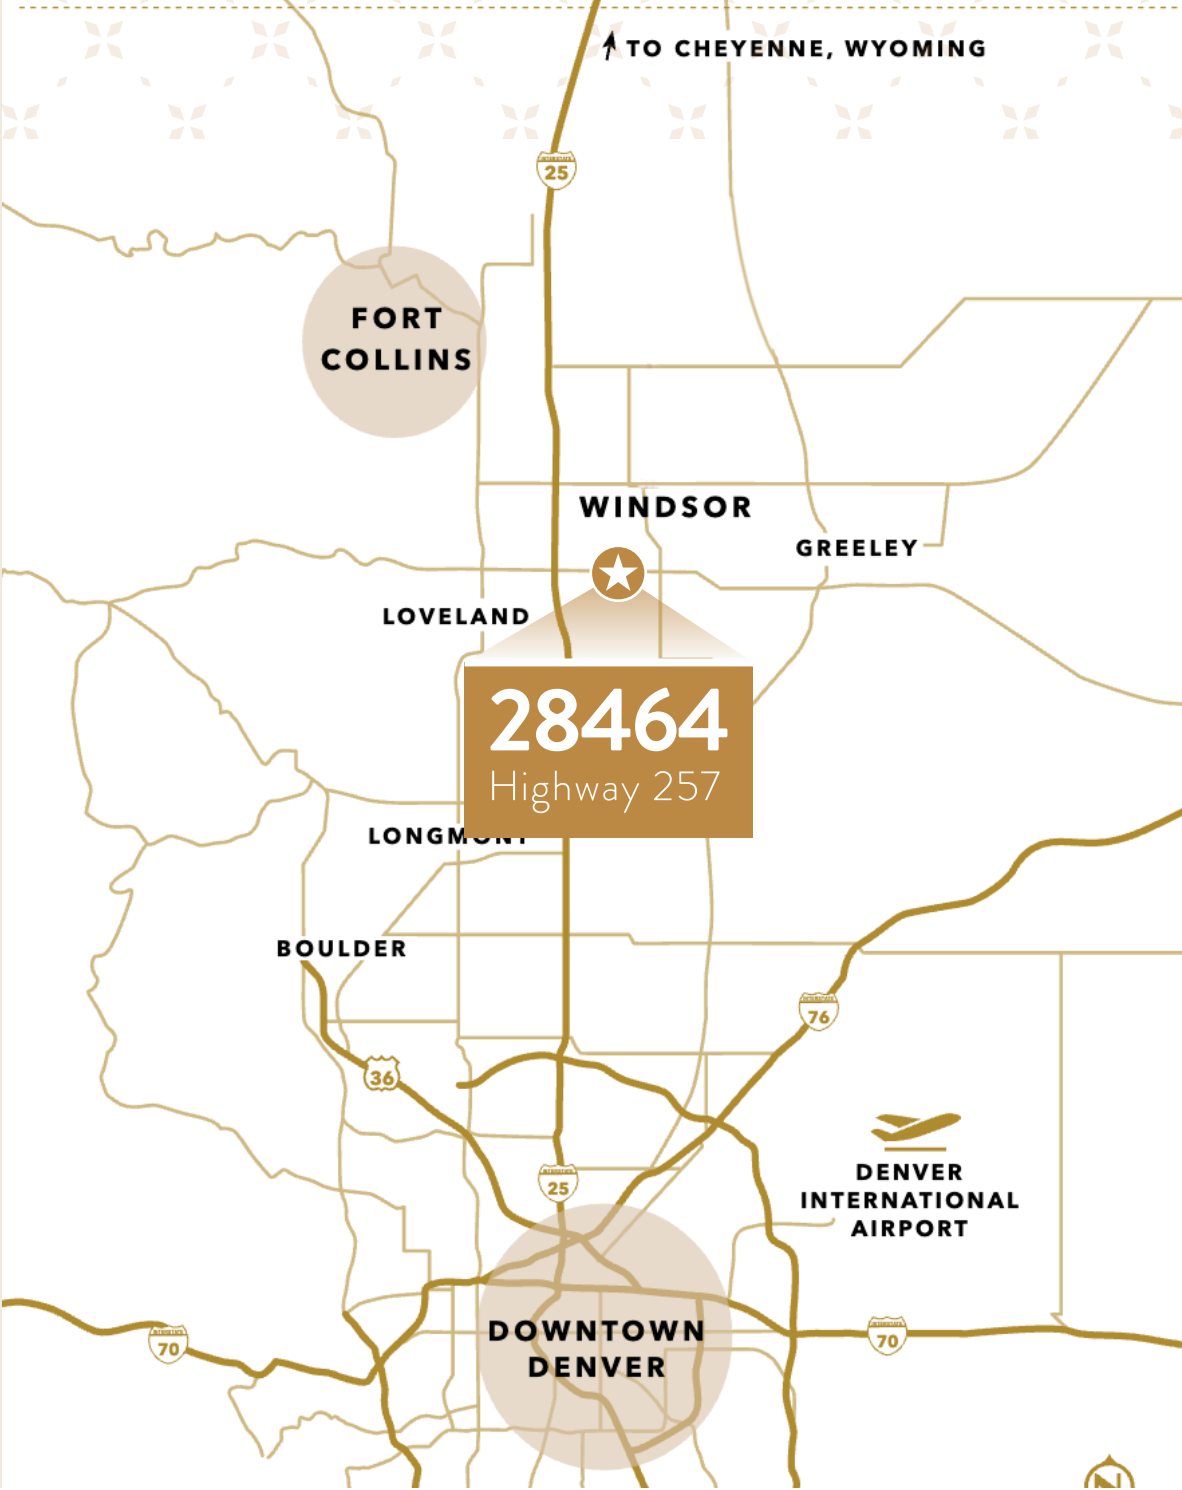 TO CHEYENNE, WYOMING
25
FORT
COLLINS
WINDSOR
GREELEY
LOVELAND
28464
Highway 257
LONGMONT
BOULDER
76
36
DENVER
INTERNATIONAL
AIRPORT
25
DOWNTOWN
DENVER
70
70
N